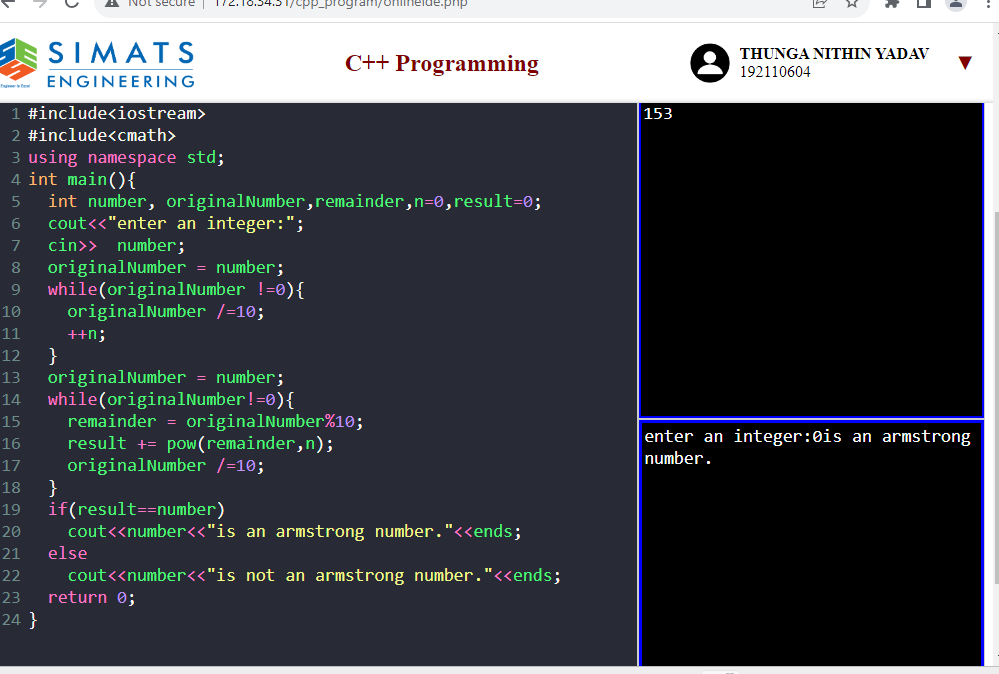 Not secure | 172.18.54.51/cpp_program/onlineide.php
SIMATS
ENGINEERING
Engineer to Excel
C++ Programming
THUNGA NITHIN YADAV
192110604
1 #include<iostream>
2 #include<cmath>
3 using namespace std;
4 int main(){
5 int number, originalNumber,remainder,n=0,result=0;
6 cout<<"enter an integer:";
7 cin>>  number;
8 originalNumber = number;
9 while(originalNumber !=0){
10 originalNumber /=10;
11 ++n;
12 }
13 originalNumber = number;
14 while(originalNumber!=0){
15 remainder = originalNumber%10;
16 result += pow(remainder,n);
17 originalNumber /=10;
18 }
19 if(result==number)
20 cout<<number<<"is an armstrong number."<<ends;
21 else
22 cout<<number<<"is not an armstrong number."<<ends;
23 return 0;
24 }
153
enter an integer:0is an armstrong
number.